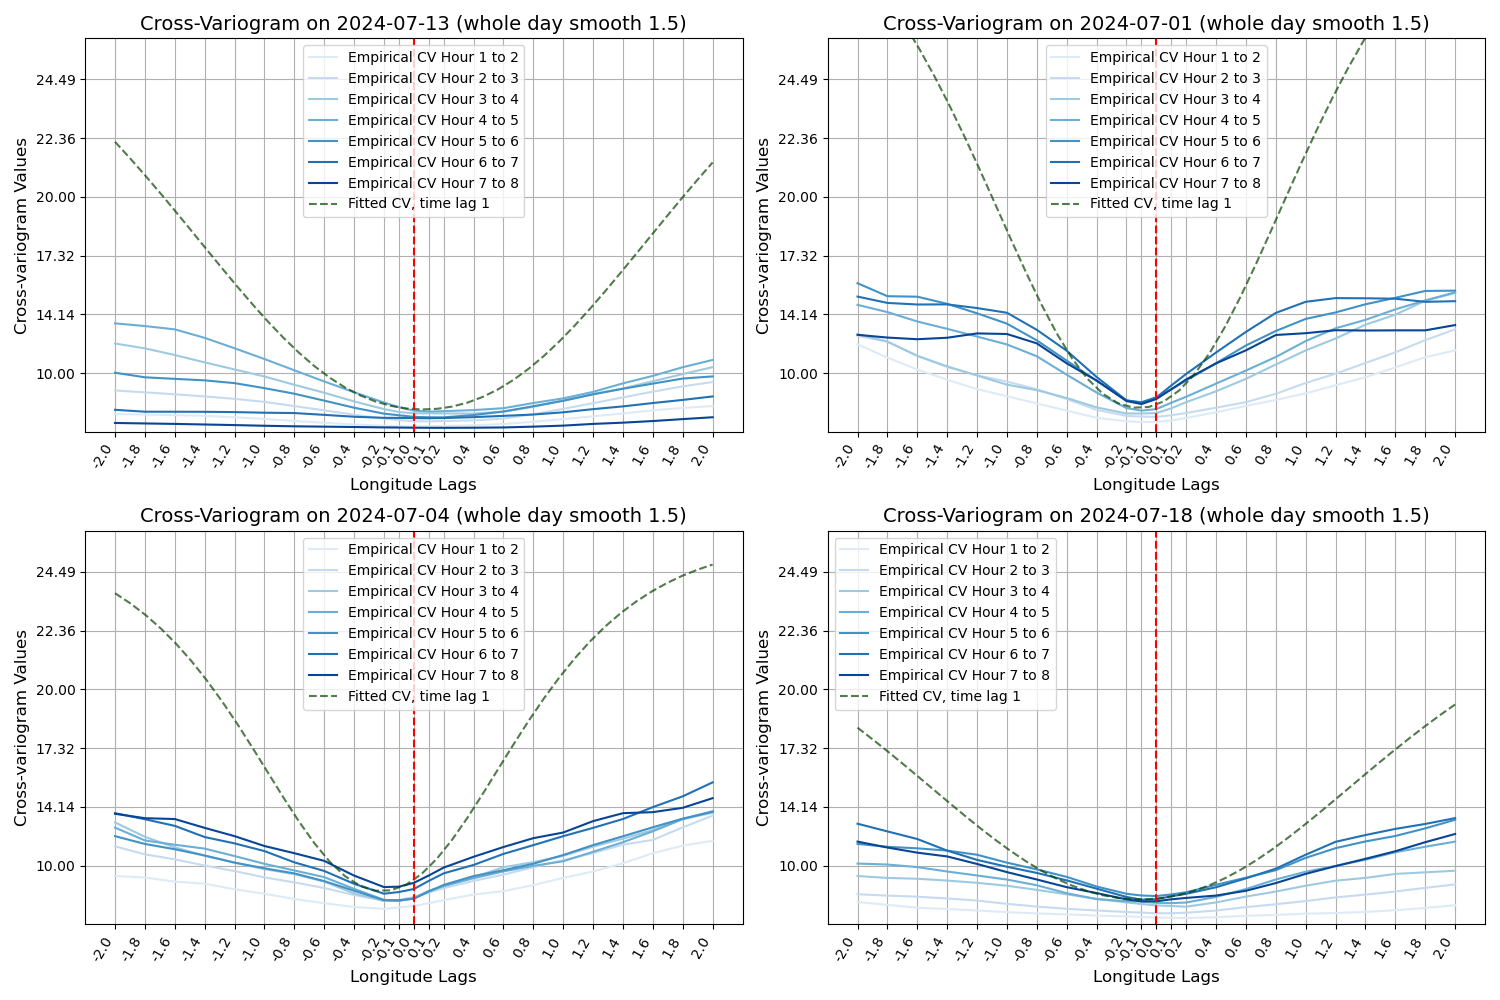 Cross-Variogram on 2024-07-13 (whole day smooth 1.5)
Cross-variogram Values
24.49
22.36
20.00
17.32
14.14
10.00
Empirical CV Hour 1 to 2
Empirical CV Hour 2 to 3
Empirical CV Hour 3 to 4
Empirical CV Hour 4 to 5
Empirical CV Hour 5 to 6
Empirical CV Hour 6 to 7
Empirical CV Hour 7 to 8
Fitted CV, time lag 1
-2.0 -1.8 -1.6 -1.4 -1.2 -1.0 -0.8 -0.6 -0.4 -0.2 -0.1 0.0 0.1 0.2 0.4 0.6 0.8 1.0 1.2 1.4 1.6 1.8 2.0
Longitude Lags
Cross-Variogram on 2024-07-01 (whole day smooth 1.5)
Cross-variogram Values
24.49
22.36
20.00
17.32
14.14
10.00
Empirical CV Hour 1 to 2
Empirical CV Hour 2 to 3
Empirical CV Hour 3 to 4
Empirical CV Hour 4 to 5
Empirical CV Hour 5 to 6
Empirical CV Hour 6 to 7
Empirical CV Hour 7 to 8
Fitted CV, time lag 1
-2.0 -1.8 -1.6 -1.4 -1.2 -1.0 -0.8 -0.6 -0.4 -0.2 -0.1 0.0 0.1 0.2 0.4 0.6 0.8 1.0 1.2 1.4 1.6 1.8 2.0
Longitude Lags
Cross-Variogram on 2024-07-04 (whole day smooth 1.5)
Cross-variogram Values
24.49
22.36
20.00
17.32
14.14
10.00
Empirical CV Hour 1 to 2
Empirical CV Hour 2 to 3
Empirical CV Hour 3 to 4
Empirical CV Hour 4 to 5
Empirical CV Hour 5 to 6
Empirical CV Hour 6 to 7
Empirical CV Hour 7 to 8
Fitted CV, time lag 1
-2.0 -1.8 -1.6 -1.4 -1.2 -1.0 -0.8 -0.6 -0.4 -0.2 -0.1 0.0 0.1 0.2 0.4 0.6 0.8 1.0 1.2 1.4 1.6 1.8 2.0
Longitude Lags
Cross-Variogram on 2024-07-18 (whole day smooth 1.5)
Cross-variogram Values
24.49
22.36
20.00
17.32
14.14
10.00
Empirical CV Hour 1 to 2
Empirical CV Hour 2 to 3
Empirical CV Hour 3 to 4
Empirical CV Hour 4 to 5
Empirical CV Hour 5 to 6
Empirical CV Hour 6 to 7
Empirical CV Hour 7 to 8
Fitted CV, time lag 1
-2.0 -1.8 -1.6 -1.4 -1.2 -1.0 -0.8 -0.6 -0.4 -0.2 -0.1 0.0 0.1 0.2 0.4 0.6 0.8 1.0 1.2 1.4 1.6 1.8 2.0
Longitude Lags